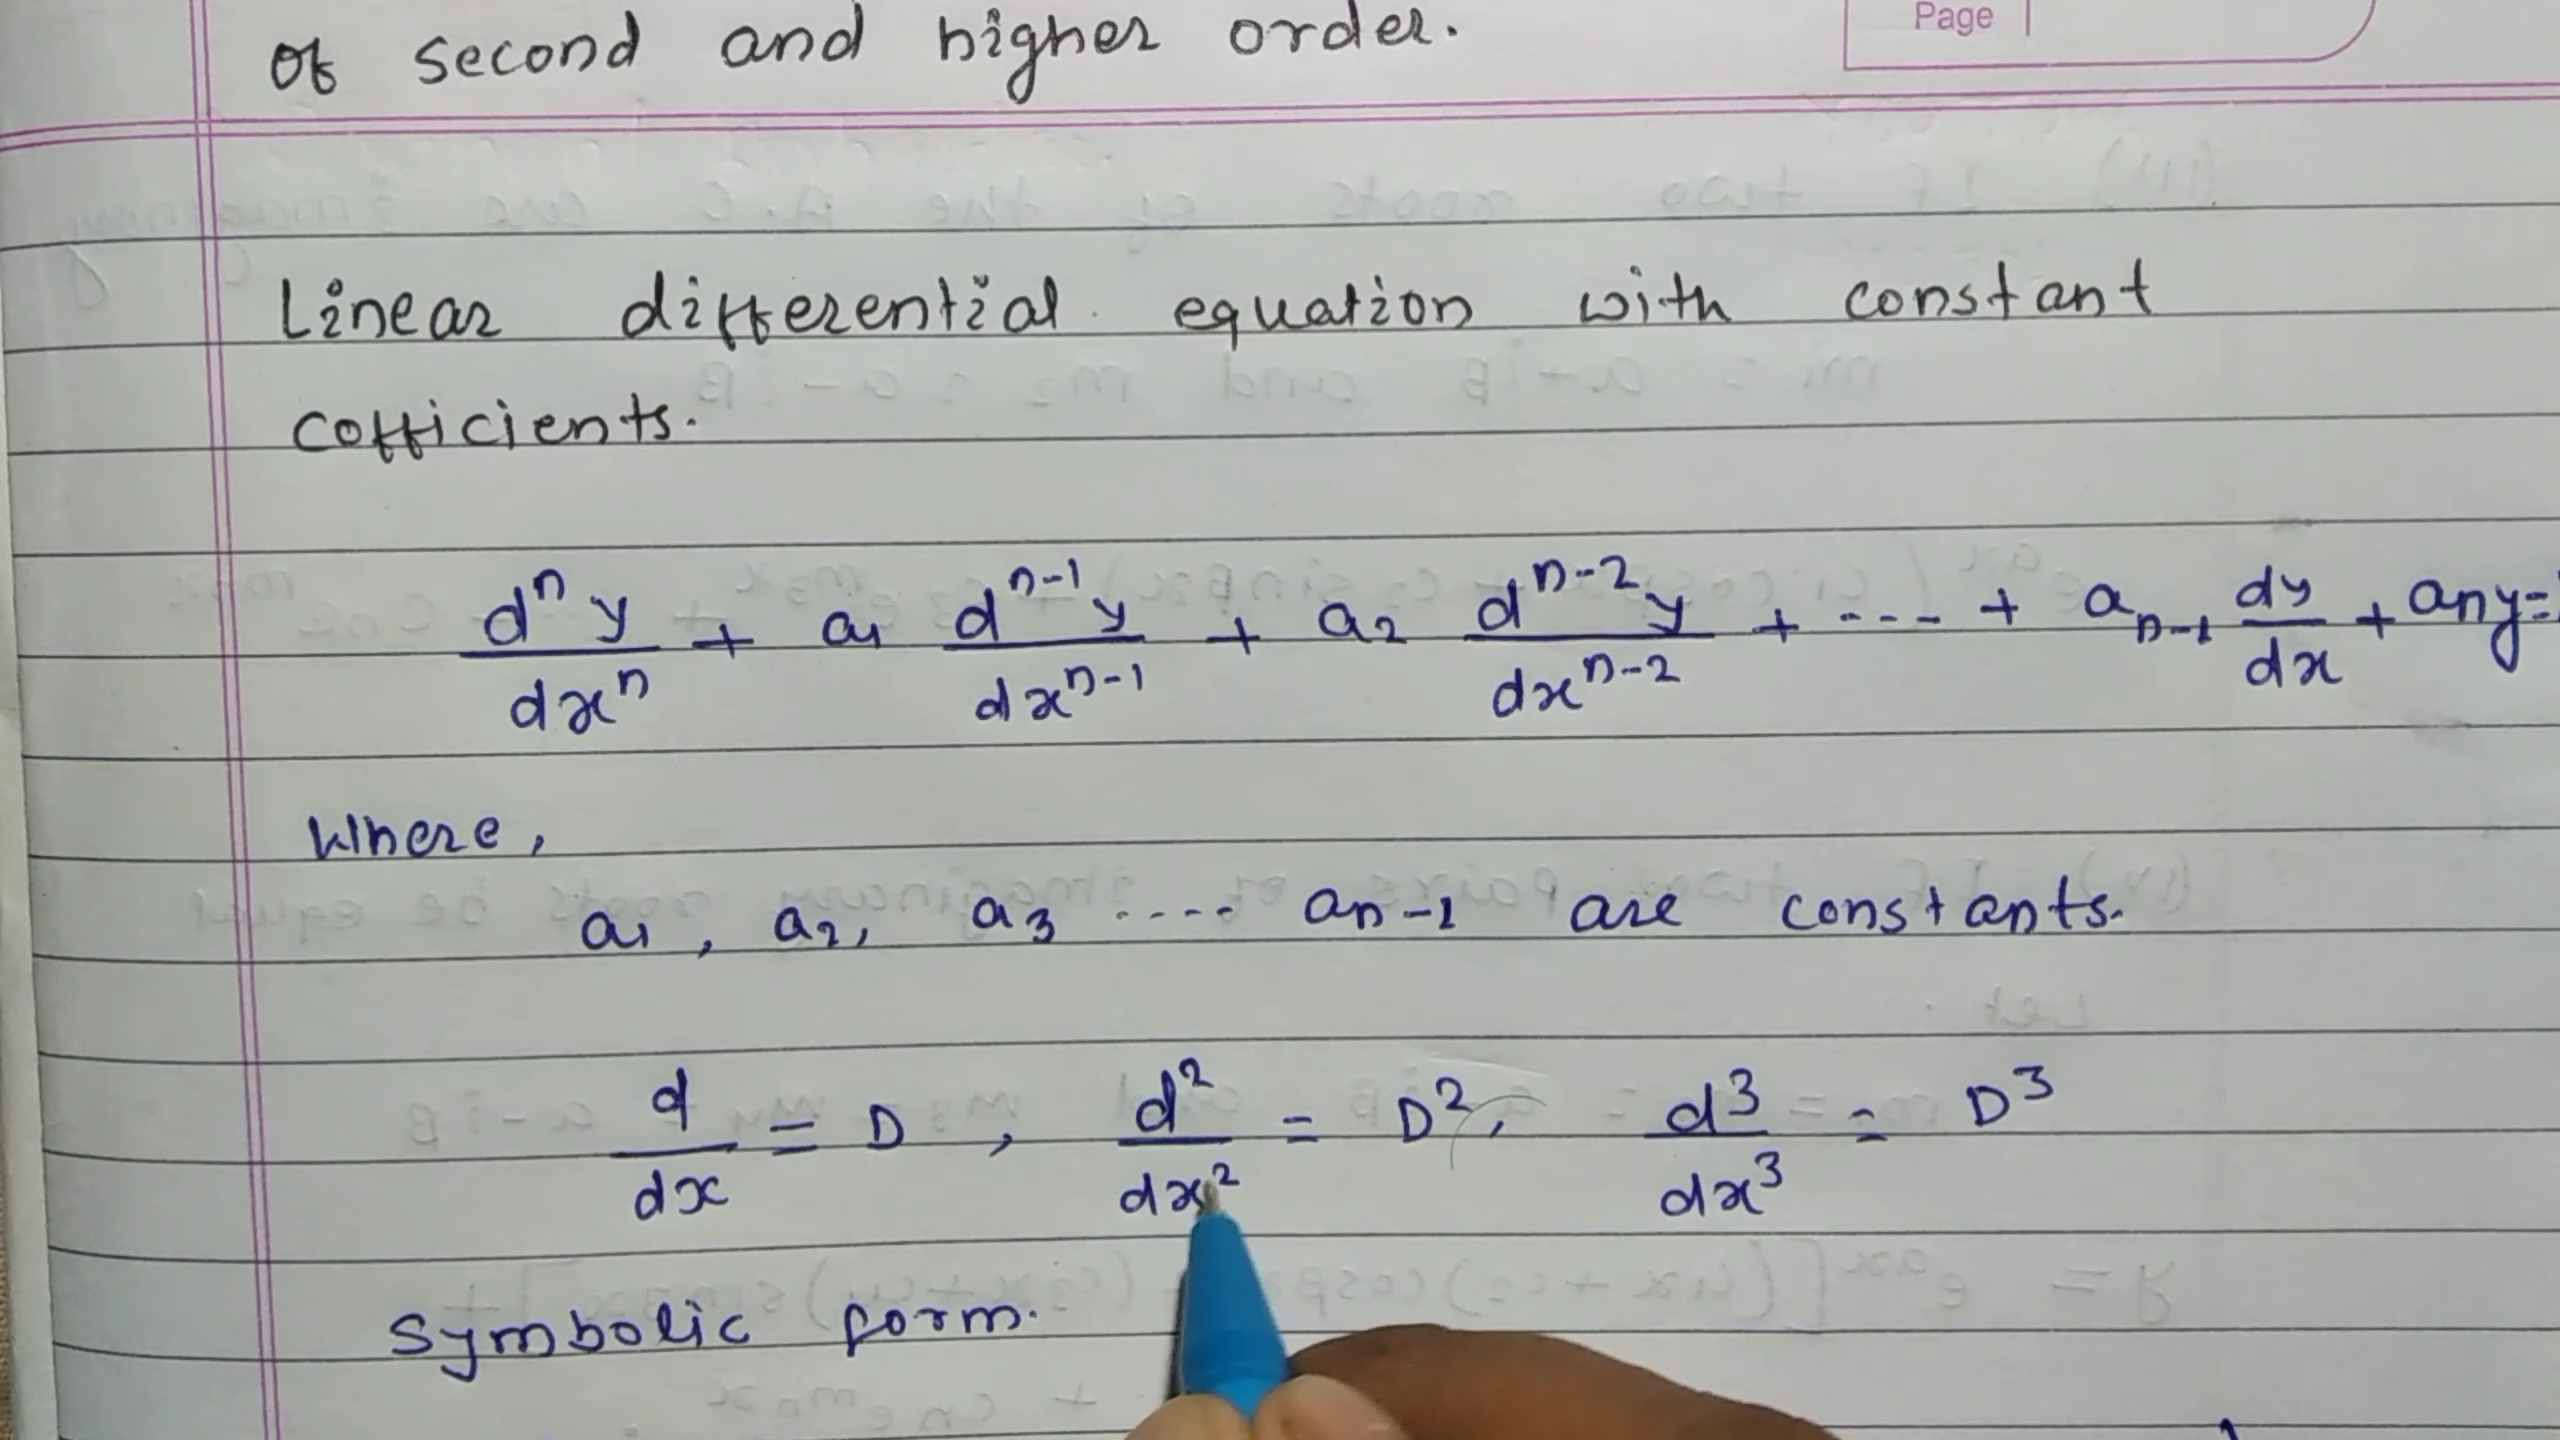 Page
of second and higher order.
Linear differential equation with constant
cofficients.
dⁿy/dxⁿ + a₁ dⁿ⁻¹y/dxⁿ⁻¹ + a₂ dⁿ⁻²y/dxⁿ⁻² + ---- + aₙ₋₁ dy/dx + any=
Where,
a₁, a₂, a₃ ---- an-1 are constants.
d/dx = D, d²/dx² = D², d³/dx³ = D³
Symbolic form.